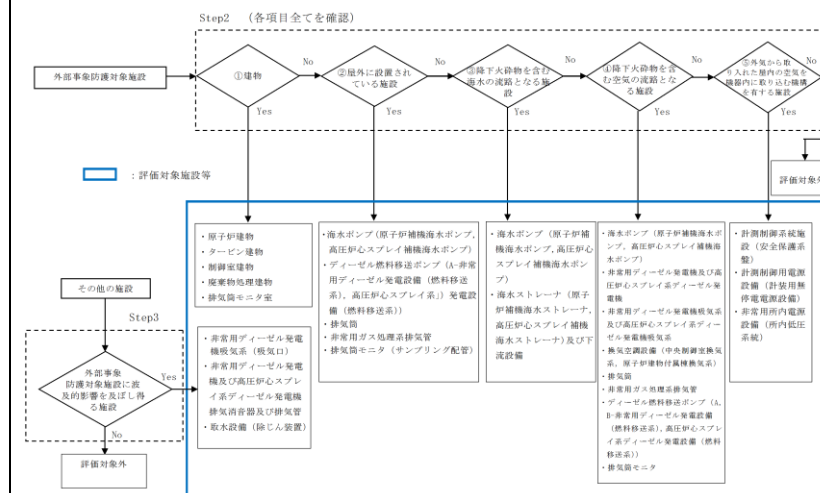 Step2 （各項目全てを確認）
外部事象防護対象施設
①建物
No
②屋外に設置され
ている施設
No
③降下火砕物を含む
海水の流路となる施
設
No
④降下火砕物を含
む空気の流路とな
る施設
No
⑤外気から取
り入れた屋内の空気を
機器内に取り込む機構
を有する施設
No
Yes
Yes
Yes
Yes
Yes
：評価対象施設等
評価対象外
・原子炉建物
・タービン建物
・制御室建物
・廃棄物処理建物
・排気筒モニタ室
・海水ポンプ（原子炉補機海水ポンプ,
高圧炉心スプレイ補機海水ポンプ）
・ディーゼル燃料移送ポンプ（A-非常
用ディーゼル発電設備（燃料移送
系）, 高圧炉心スプレイ系」）発電設
備（燃料移送系））
・排気筒
・非常用ガス処理系排気管
・排気筒モニタ（サンプリング配管）
・海水ポンプ（原子炉補
機海水ポンプ, 高圧炉心
スプレイ補機海水ポン
プ）
・海水ストレーナ（原子
炉補機海水ストレーナ,
高圧炉心スプレイ補機
海水ストレーナ）及び下
流設備
・海水ポンプ（原子炉補機海水ポ
ンプ, 高圧炉心スプレイ補機海水
ポンプ）
・非常用ディーゼル発電機及び高
圧炉心スプレイ系ディーゼル発
電機
・非常用ディーゼル発電機吸気系
及び高圧炉心スプレイ系ディーゼ
ル発電機吸気系
・換気空調設備（中央制御室換気
系, 原子炉建物付属棟換気系）
・排気筒
・非常用ガス処理系排気管
・ディーゼル燃料移送ポンプ（A,
B-非常用ディーゼル発電設備
（燃料移送系）, 高圧炉心スプレ
イ系ディーゼル発電設備（燃料
移送系））
・排気筒モニタ
・計測制御系統施
設（安全保護系
盤）
・計測制御用電源
設備（計装用無
停電電源設備）
・非常用所内電源
設備（所内低圧
系統）
その他の施設
Step3
外部事象
防護対象施設に波
及的影響を及ぼし得
る施設
Yes
No
評価対象外
・非常用ディーゼル発電
機吸気系（吸気口）
・非常用ディーゼル発電
機及び高圧炉心スプレ
イ系ディーゼル発電機
排気消音器及び排気管
・取水設備（除じん装置）